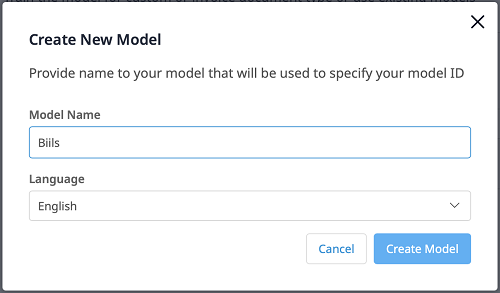 Create New Model
Provide name to your model that will be used to specify your model ID
Model Name
Biils
Language
English
Cancel
Create Model